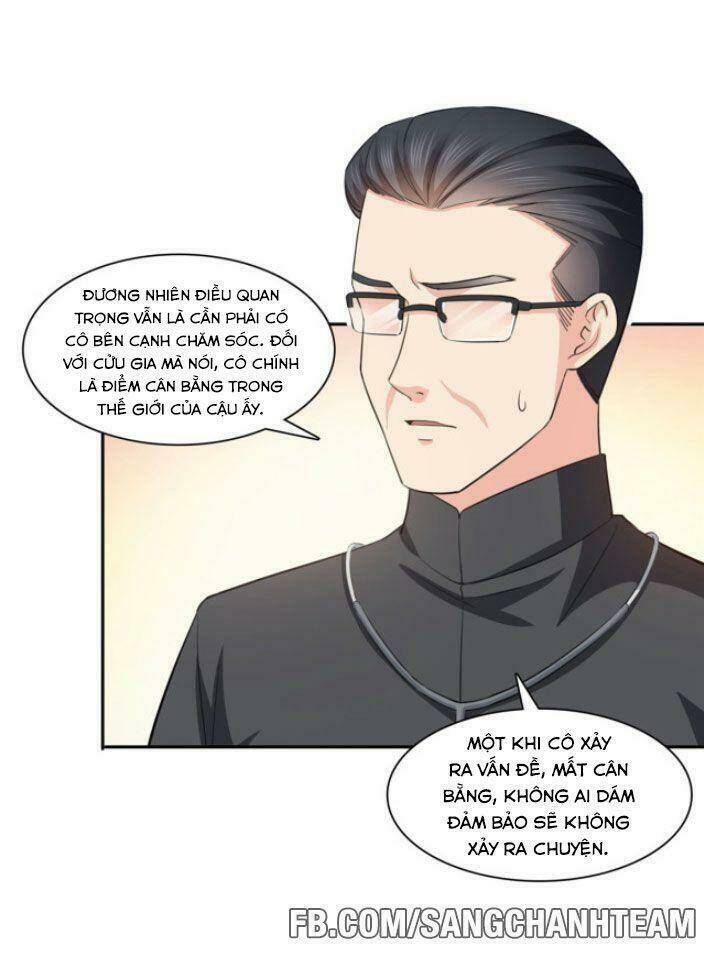 ĐƯƠNG NHIÊN ĐIỀU QUAN
TRỌNG VẪN LÀ CẦN PHẢI CÓ
CÔ BÊN CẠNH CHĂM SÓC. ĐỐI
VỚI CỬU GIA MÀ NÓI, CÔ CHÍNH
LÀ ĐIỂM CÂN BẰNG TRONG
THẾ GIỚI CỦA CẬU ẤY.
MỘT KHI CÔ XẢY
RA VẤN ĐỀ, MẤT CÂN
BẰNG, KHÔNG AI DÁM
ĐẢM BẢO SẼ KHÔNG
XẢY RA CHUYỆN.
FB.COM/SANGCHANHTEAM